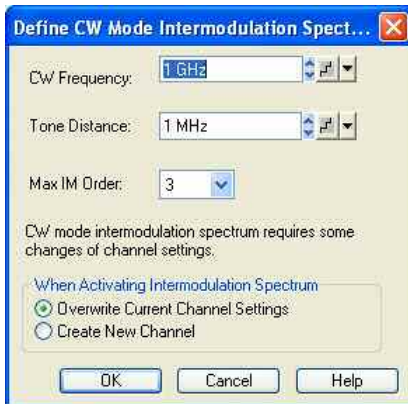 Define CW Mode Intermodulation Spect...
CW Frequency: 1 GHz
Tone Distance: 1 MHz
Max IM Order: 3
CW mode intermodulation spectrum requires some
changes of channel settings.
When Activating Intermodulation Spectrum
Overwrite Current Channel Settings
Create New Channel
OK Cancel Help